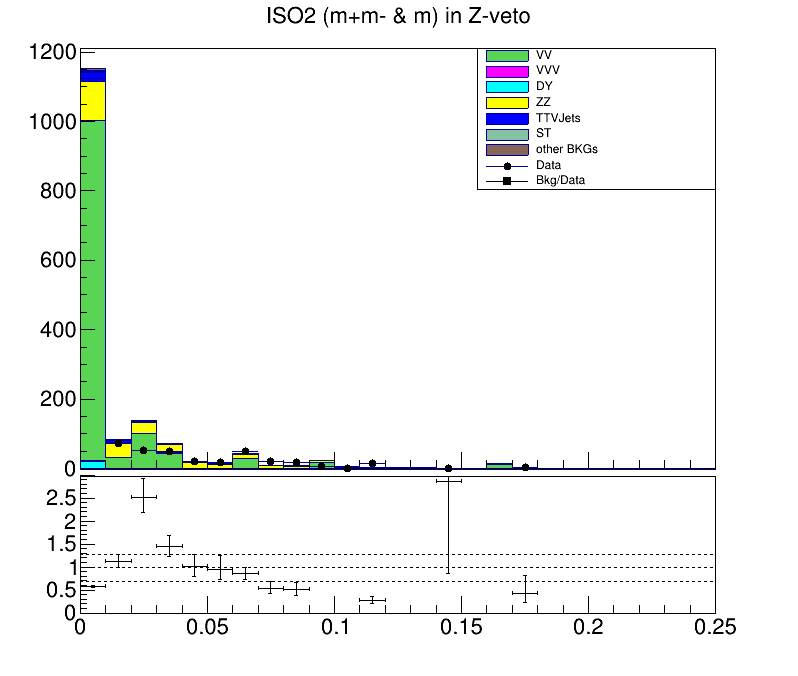 ISO2 (m+m- & m) in Z-veto
1200
1000
800
600
400
200
0
VV
VVV
DY
ZZ
TTVJets
ST
other BKGs
Data
Bkg/Data
2.5
2
1.5
1
0.5
0
0 0.05 0.1 0.15 0.2 0.25